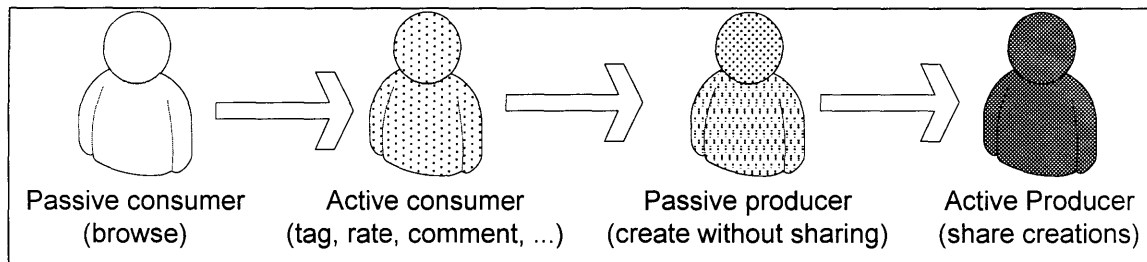 Passive consumer
(browse)
Active consumer
(tag, rate, comment, ...)
Passive producer
(create without sharing)
Active Producer
(share creations)